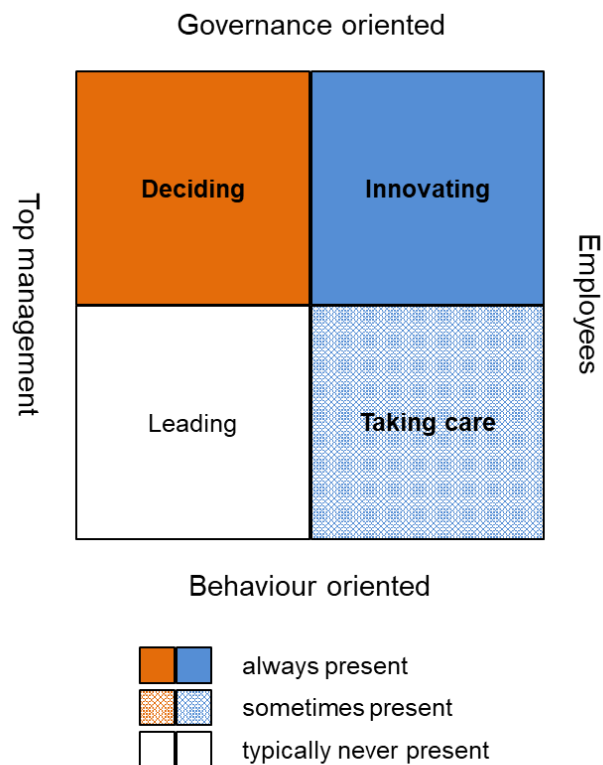 Governance oriented
Top management
Deciding
Innovating
Employees
Leading
Taking care
Behaviour oriented
always present
sometimes present
typically never present